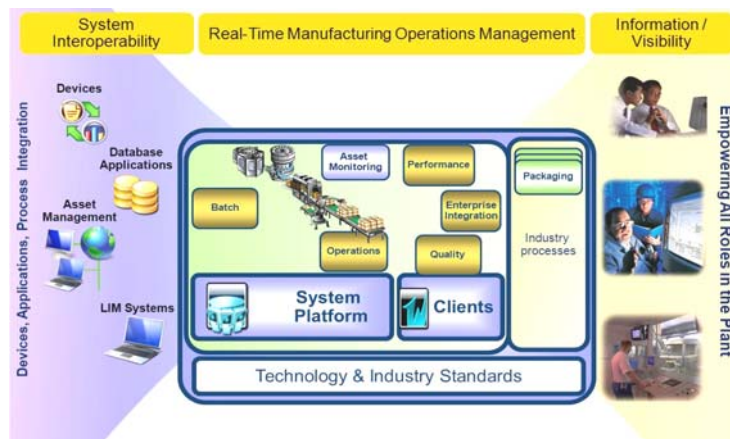 System
Interoperability
Real-Time Manufacturing Operations Management
Information /
Visibility
Devices, Applications, Process Integration
Devices
Database
Applications
Asset
Management
LIM Systems
Asset
Monitoring
Performance
Batch
Enterprise
Integration
Operations
Quality
System
Platform
Clients
Packaging
Industry
processes
Technology & Industry Standards
Empowering All Roles in the Plant